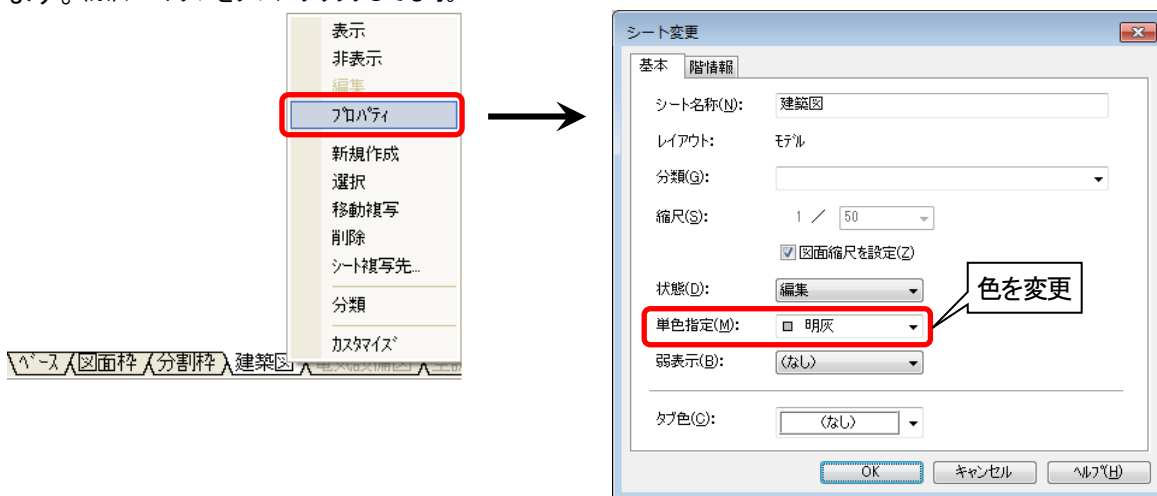 表示
非表示
編集
ﾌﾟﾛﾊﾟﾃｨ
新規作成
選択
移動複写
削除
ｼｰﾄ複写先...
分類
ｶｽﾀﾏｲｽﾞ
ﾍﾞｰｽ 図面枠 分割枠 建築図
シート変更
基本 階情報
シート名称(N): 建築図
レイアウト: ﾓﾃﾞﾙ
分類(G):
縮尺(S): 1 ／ 50
図面縮尺を設定(Z)
状態(D): 編集
色を変更
単色指定(M): 明灰
弱表示(B): (なし)
タブ色(C): (なし)
OK キャンセル ﾍﾙﾌﾟ(H)